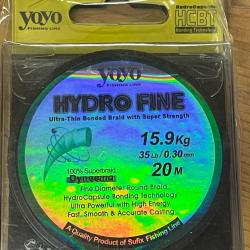 yoyo
FISHING LINE
HydroCapsule
HCBT
Bonding Technology
yoyo
FISHING LINE
HYDRO FINE
Ultra-Thin Bonded Braid with Super Strength
15.9Kg
35Lb/0.30mm
20M
100% Superbraid
Dyneema
Fine Diameter Round Braid
HydroCapsule Bonding Technology
Ultra Powerful with High Energy
Fast, Smooth & Accurate Casting
A Quality Product of Sufix Fishing Line